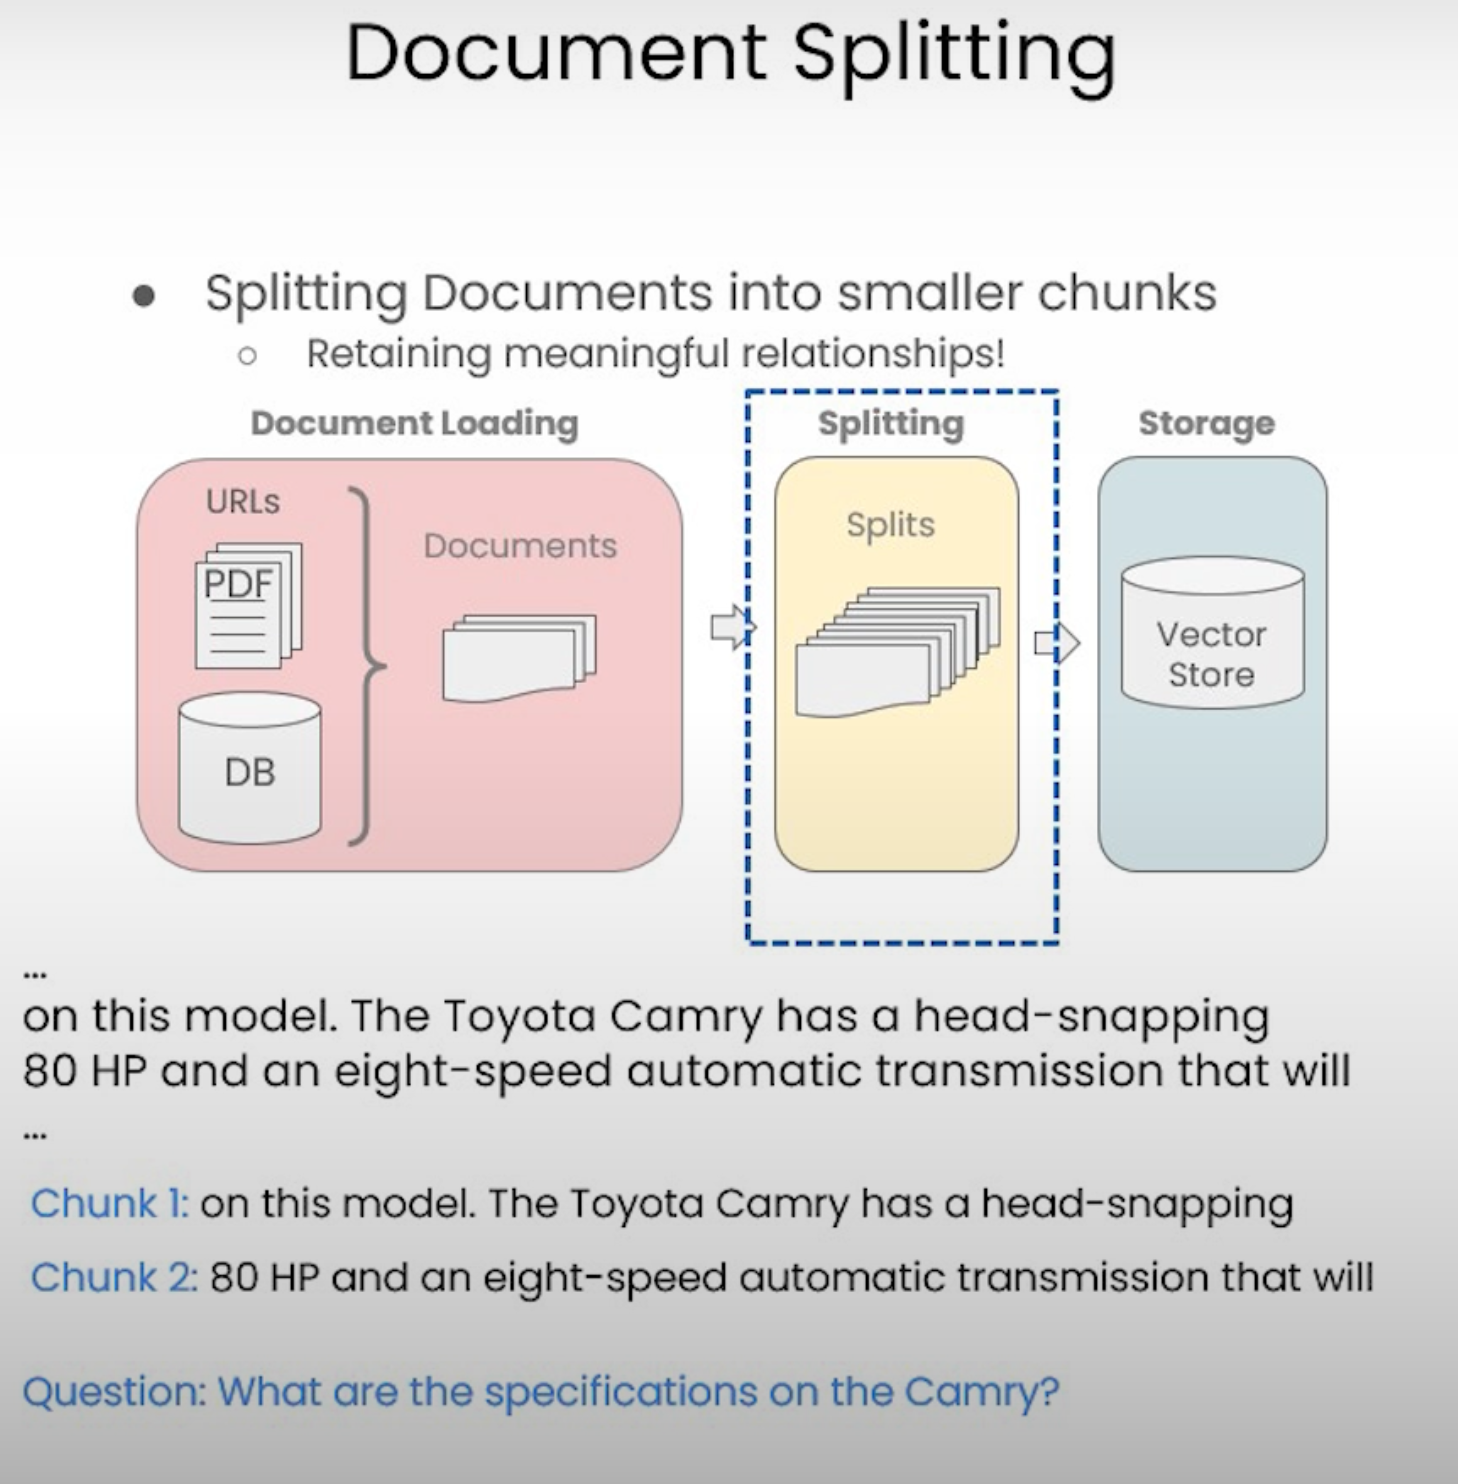 Document Splitting
● Splitting Documents into smaller chunks
○ Retaining meaningful relationships!
Document Loading
Splitting
Storage
URLs
PDF
DB
Documents
Splits
Vector
Store
...
on this model. The Toyota Camry has a head-snapping
80 HP and an eight-speed automatic transmission that will
...
Chunk 1: on this model. The Toyota Camry has a head-snapping
Chunk 2: 80 HP and an eight-speed automatic transmission that will
Question: What are the specifications on the Camry?